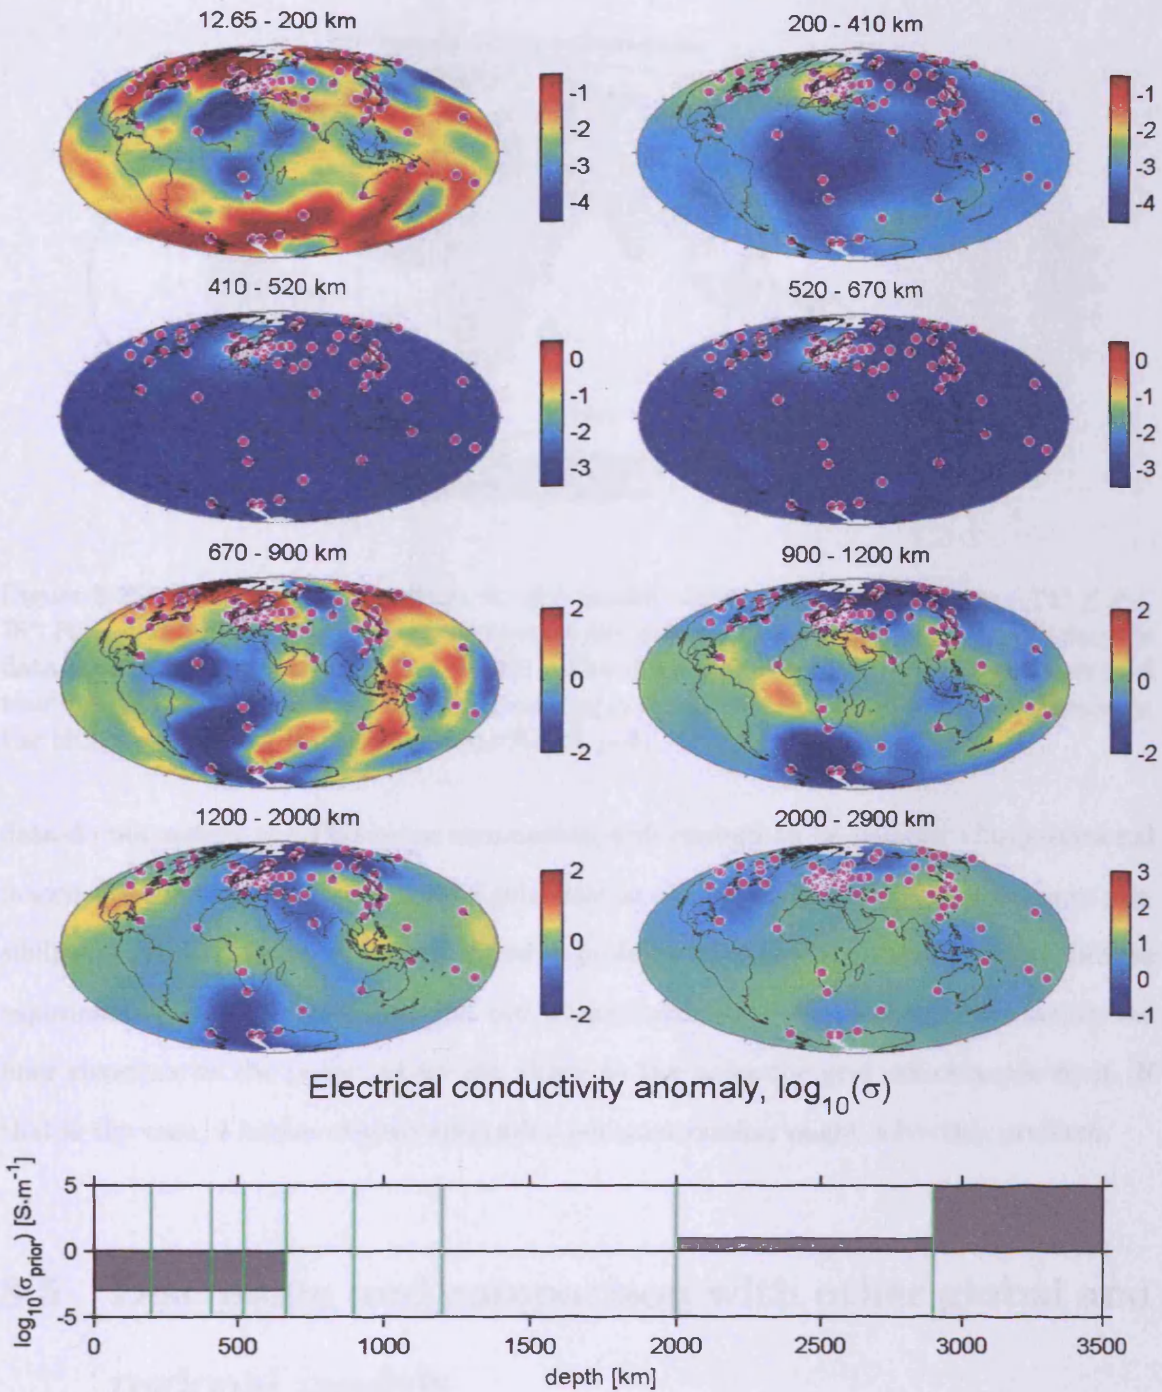 12.65 - 200 km
200 - 410 km
-1
-2
-3
-4
-1
-2
-3
-4
410 - 520 km
520 - 670 km
0
-1
-2
-3
0
-1
-2
-3
670 - 900 km
900 - 1200 km
2
0
-2
2
0
-2
1200 - 2000 km
2000 - 2900 km
2
0
-2
3
2
1
0
-1
Electrical conductivity anomaly, log₁₀(σ)
log₁₀(σprior) [S·m⁻¹]
5
0
-5
0 500 1000 1500 2000 2500 3000 3500
depth [km]